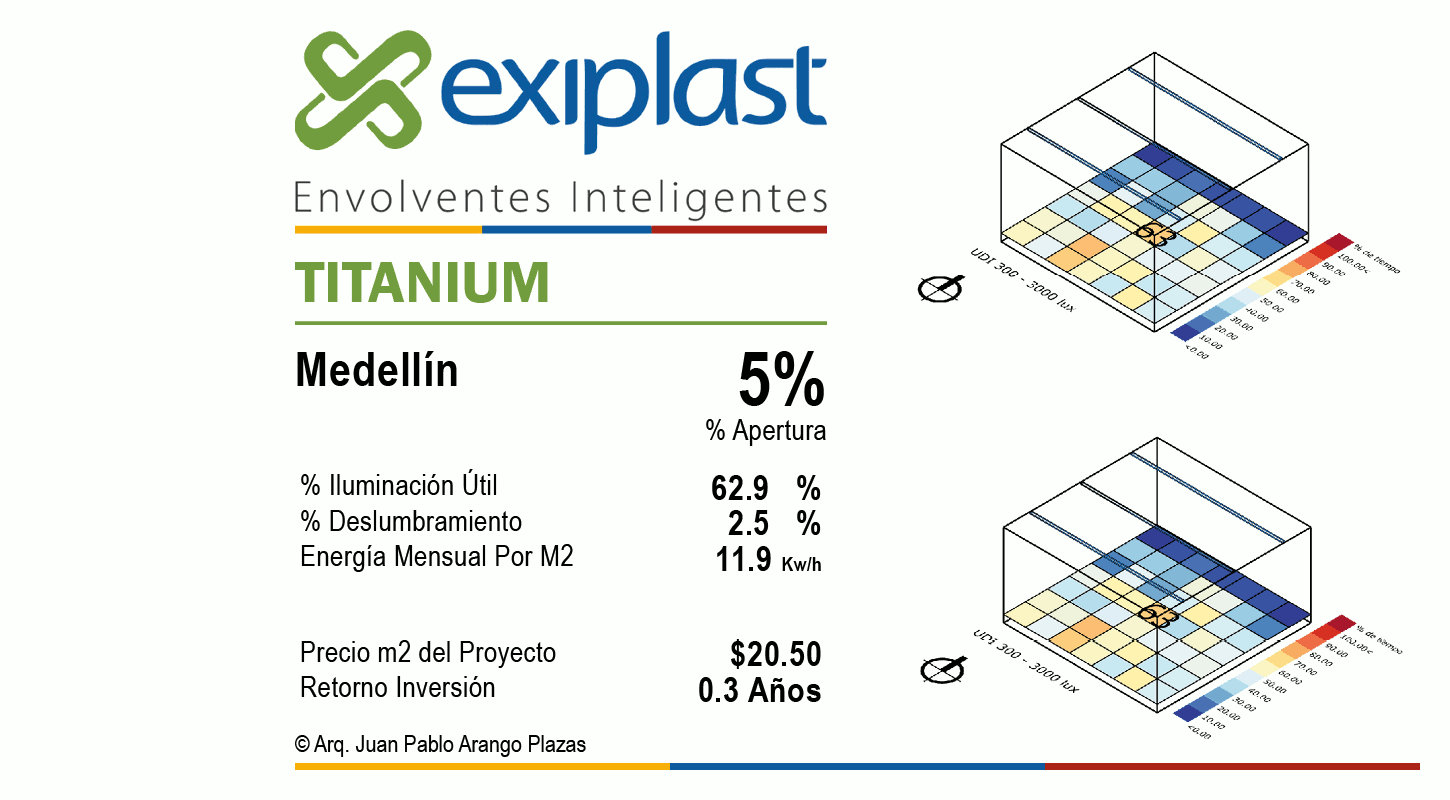 exiplast
Envolventes Inteligentes
TITANIUM
Medellín
5%
% Apertura
% Iluminación Útil 62.9 %
% Deslumbramiento 2.5 %
Energía Mensual Por M2 11.9 Kw/h
Precio m2 del Proyecto $20.50
Retorno Inversión 0.3 Años
© Arq. Juan Pablo Arango Plazas
63
UDI 300 - 3000 lux
% de tiempo
100.00<
90.00
80.00
70.00
60.00
50.00
40.00
30.00
20.00
10.00
<0.00
63
UDI 300 - 3000 lux
% de tiempo
100.00<
90.00
80.00
70.00
60.00
50.00
40.00
30.00
20.00
10.00
<0.00